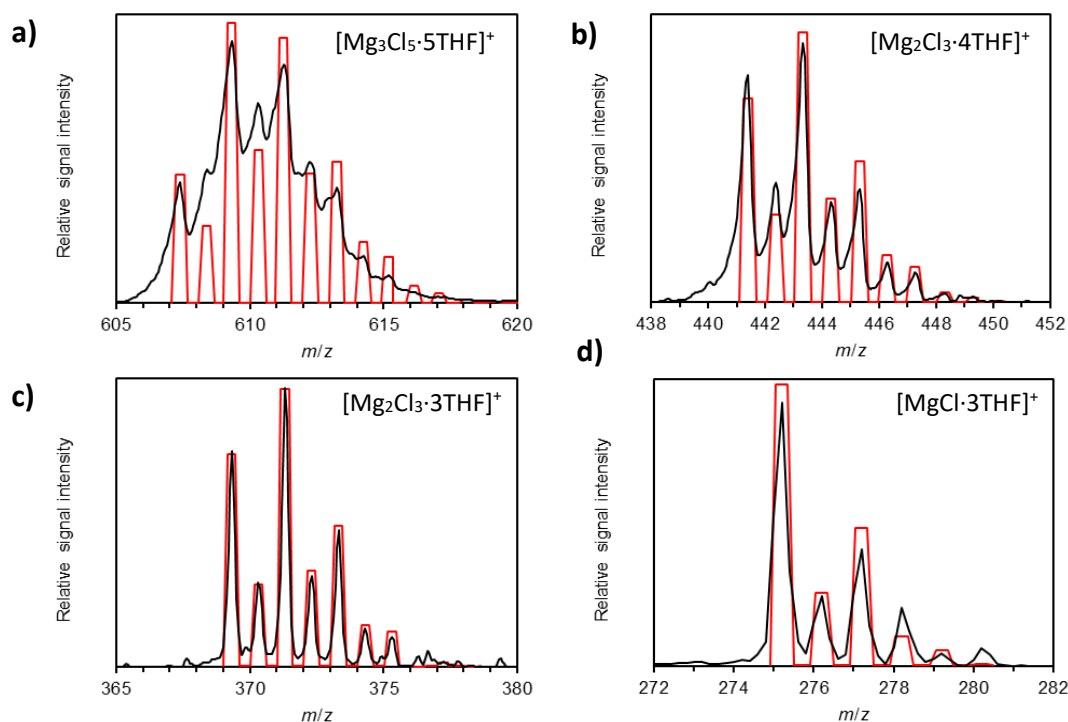 a)
[Mg₃Cl₅·5THF]⁺
Relative signal intensity
605 610 615 620
m/z
b)
[Mg₂Cl₃·4THF]⁺
Relative signal intensity
438 440 442 444 446 448 450 452
m/z
c)
[Mg₂Cl₃·3THF]⁺
Relative signal intensity
365 370 375 380
m/z
d)
[MgCl·3THF]⁺
Relative signal intensity
272 274 276 278 280 282
m/z